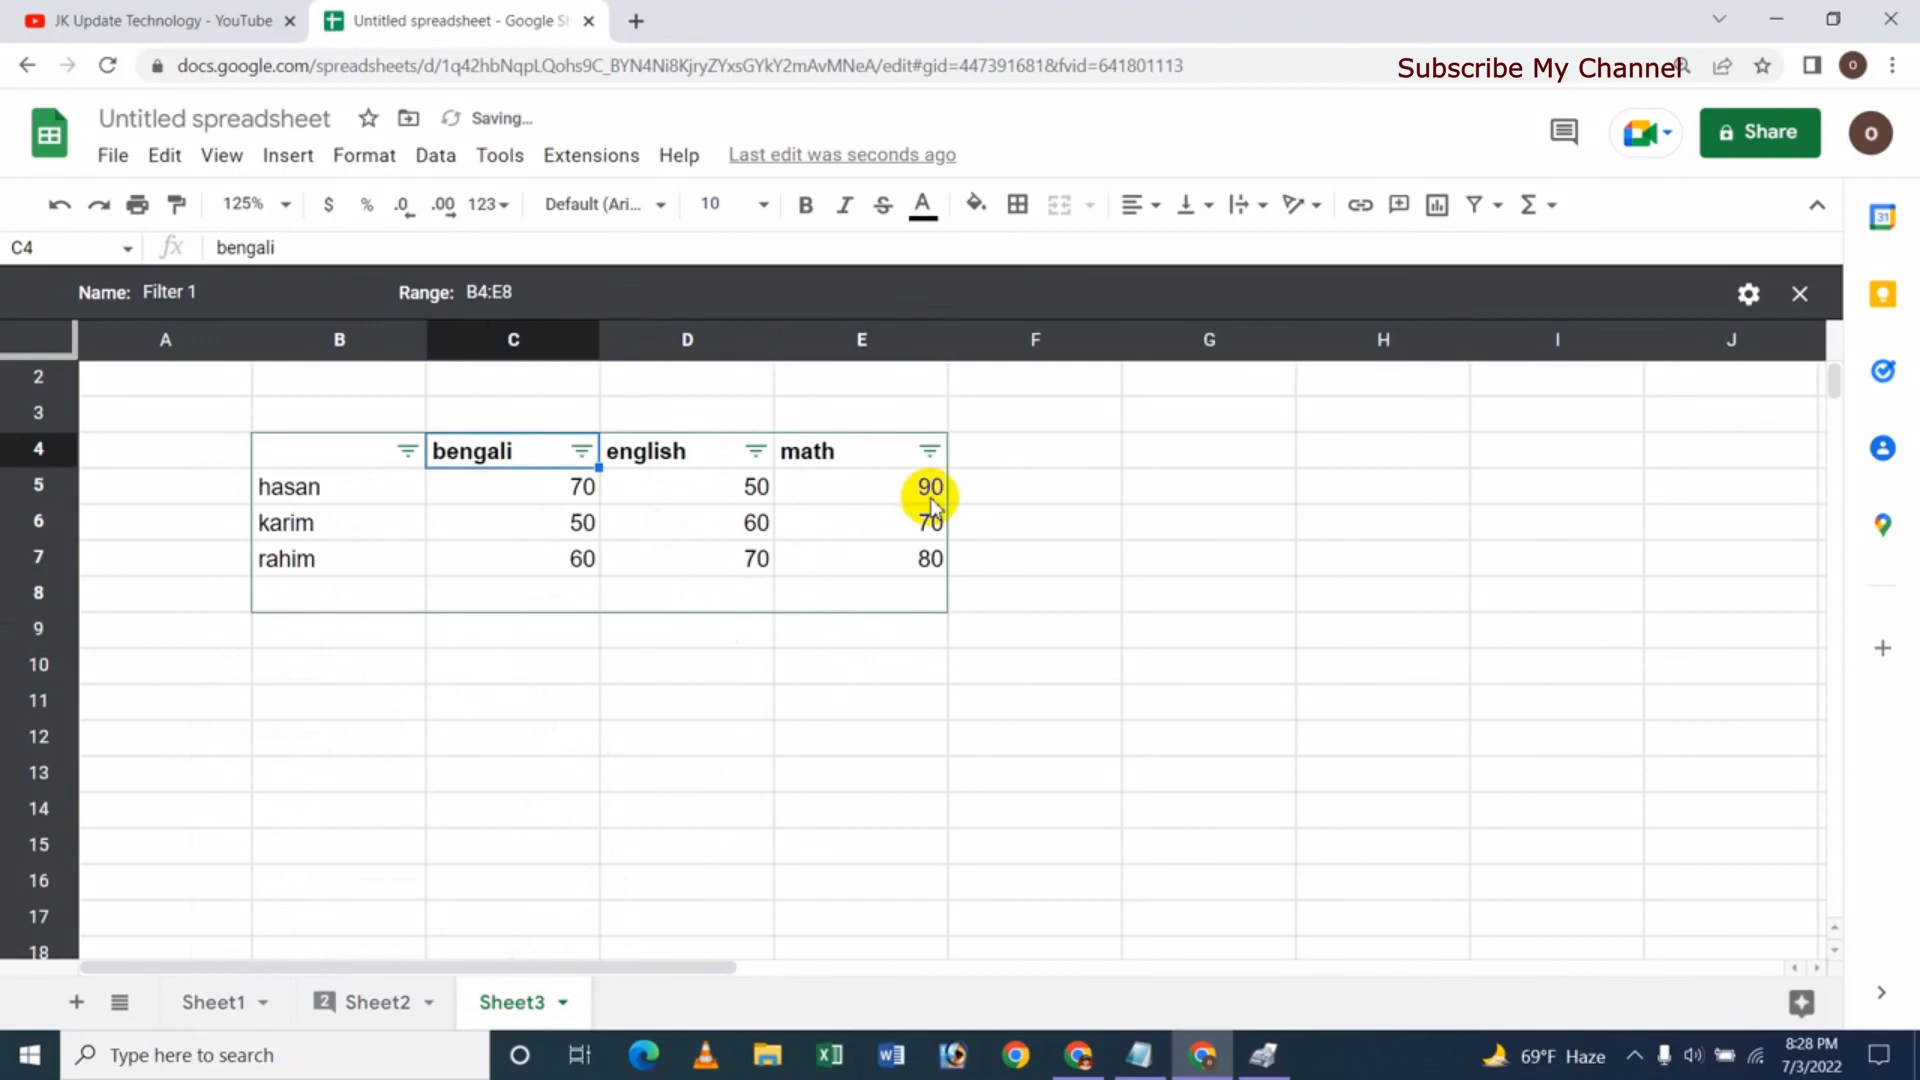 JK Update Technology - YouTube
Untitled spreadsheet - Google Sh
docs.google.com/spreadsheets/d/1q42hbNqpLQohs9C_BYN4Ni8KjryZYxsGYkY2mAvMNeA/edit#gid=447391681&fvid=641801113
Subscribe My Channel
O
Untitled spreadsheet
Saving...
File Edit View Insert Format Data Tools Extensions Help Last edit was seconds ago
Share
O
125% $ % .0 .00 123 Default (Ari... 10 B I S A Σ
31
C4 fx bengali
Name: Filter 1 Range: B4:E8
A B C D E F G H I J
2
3
4 bengali english math
5 hasan 70 50 90
6 karim 50 60 70
7 rahim 60 70 80
8
9
10
11
12
13
14
15
16
17
18
Sheet1 2 Sheet2 Sheet3
Type here to search
69°F Haze
8:28 PM
7/3/2022